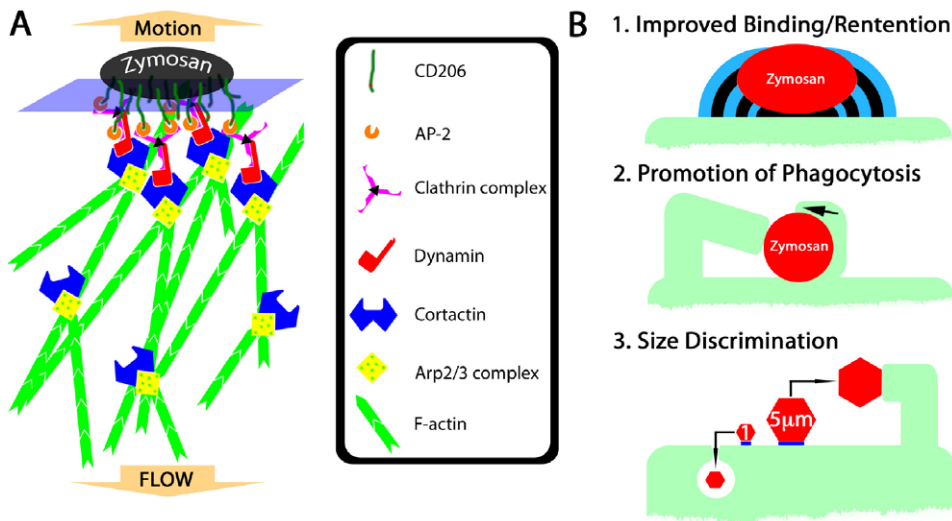 A
Motion
Zymosan
FLOW
CD206
AP-2
Clathrin complex
Dynamin
Cortactin
Arp2/3 complex
F-actin
B
1. Improved Binding/Rentention
Zymosan
2. Promotion of Phagocytosis
Zymosan
3. Size Discrimination
1
5μm